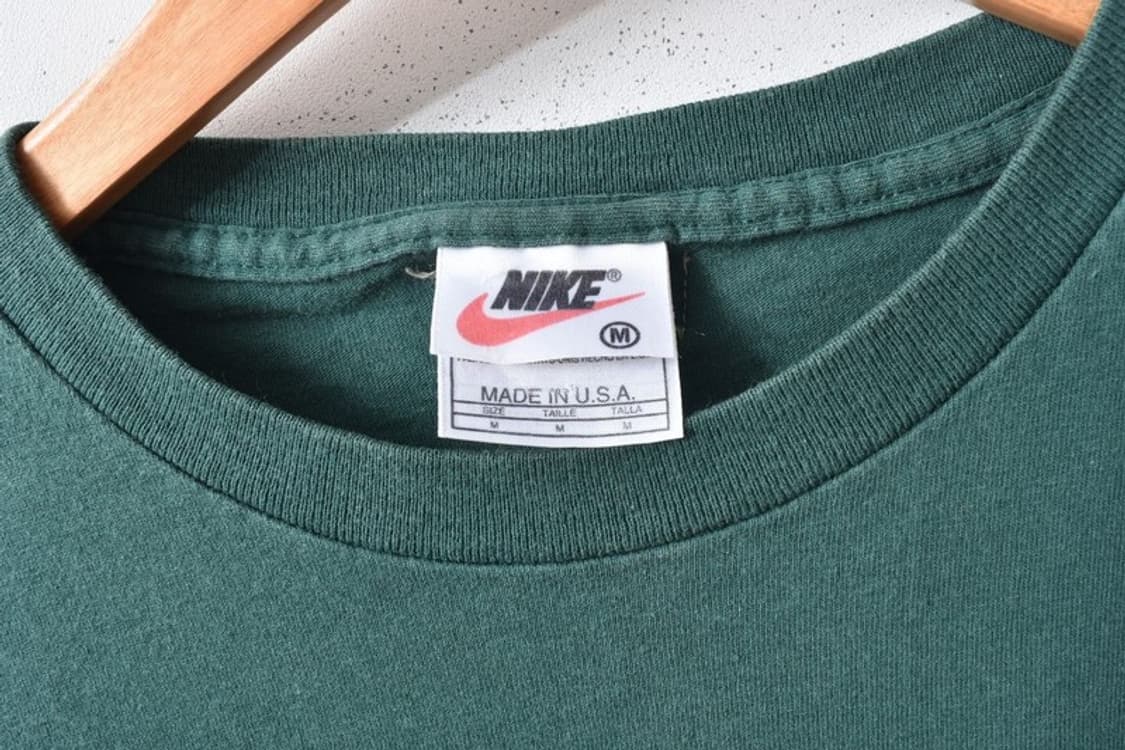 NIKE®
M
MADE IN U.S.A.
SIZE TAILLE TALLA
M M M